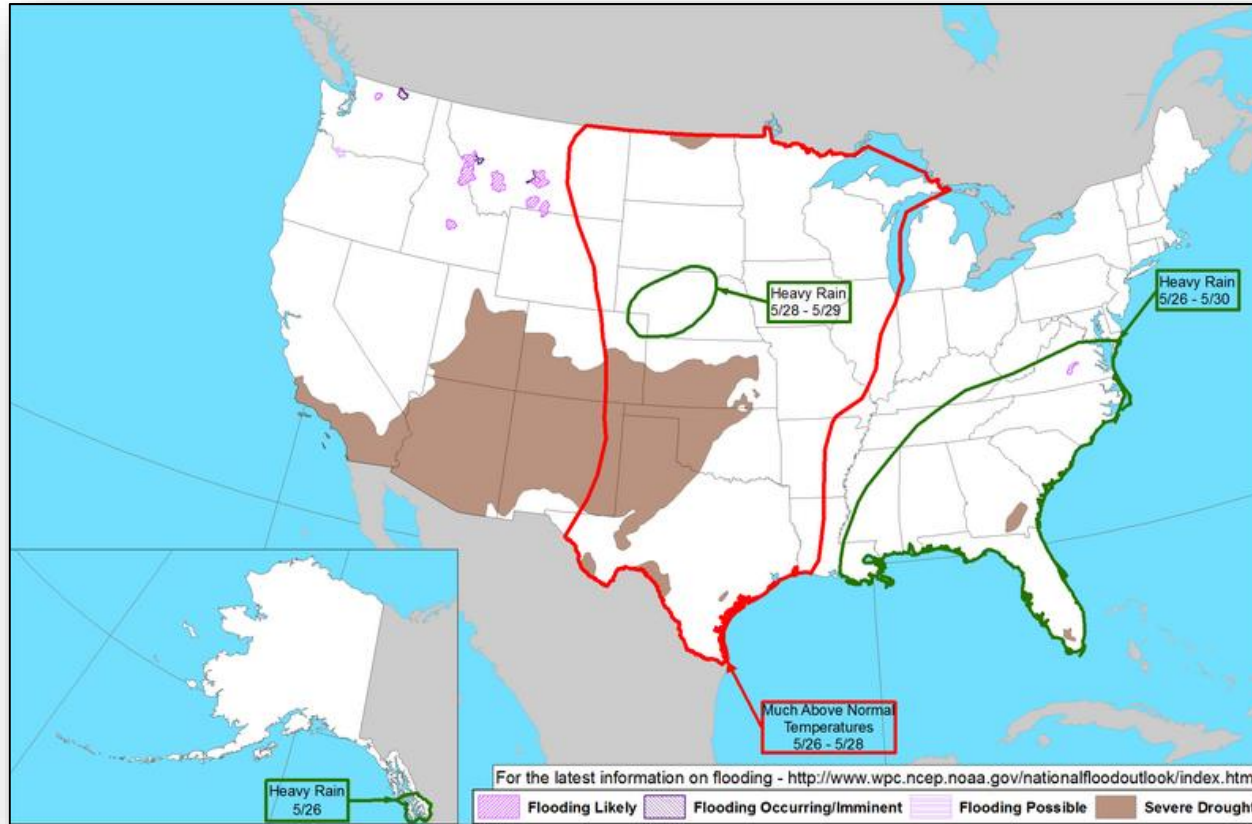 Heavy Rain
5/28 - 5/29
Heavy Rain
5/26 - 5/30
Much Above Normal
Temperatures
5/26 - 5/28
Heavy Rain
5/26
For the latest information on flooding - http://www.wpc.ncep.noaa.gov/nationalfloodoutlook/index.htm
Flooding Likely Flooding Occurring/Imminent Flooding Possible Severe Drought